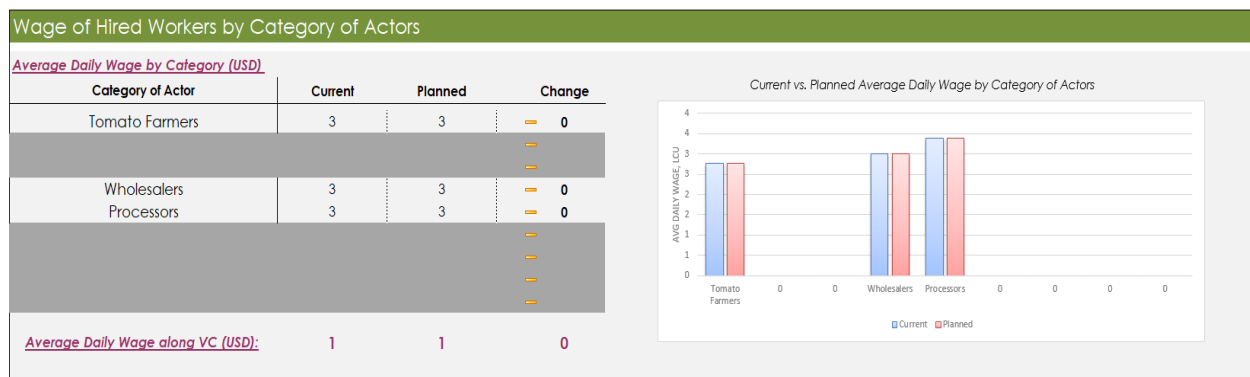 Wage of Hired Workers by Category of Actors
Average Daily Wage by Category (USD)
Category of Actor Current Planned Change
Tomato Farmers 3 3 0
Wholesalers 3 3 0
Processors 3 3 0
Average Daily Wage along VC (USD): 1 1 0
Current vs. Planned Average Daily Wage by Category of Actors
AVG DAILY WAGE, LCU
4
4
3
3
2
2
1
1
0
Tomato Farmers 0 0 Wholesalers Processors 0 0 0 0
Current Planned